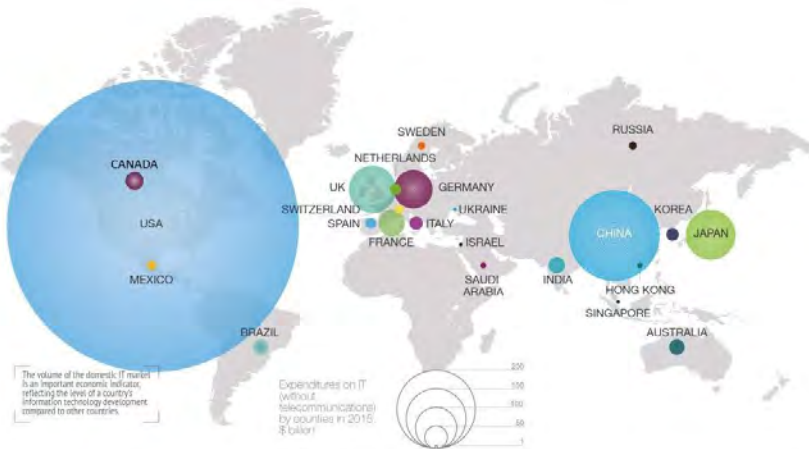 SWEDEN
RUSSIA
NETHERLANDS
CANADA
UK
GERMANY
SWITZERLAND
UKRAINE
KOREA
USA
SPAIN
ITALY
CHINA
JAPAN
FRANCE
ISRAEL
MEXICO
SAUDI
ARABIA
INDIA
HONG KONG
SINGAPORE
BRAZIL
AUSTRALIA
The volume of the domestic IT market
is an important economic indicator,
reflecting the level of a country's
information technology development
compared to other countries.
Expenditures on IT
(without
telecommunications)
by counties in 2015
$ billion
200
100
50
1